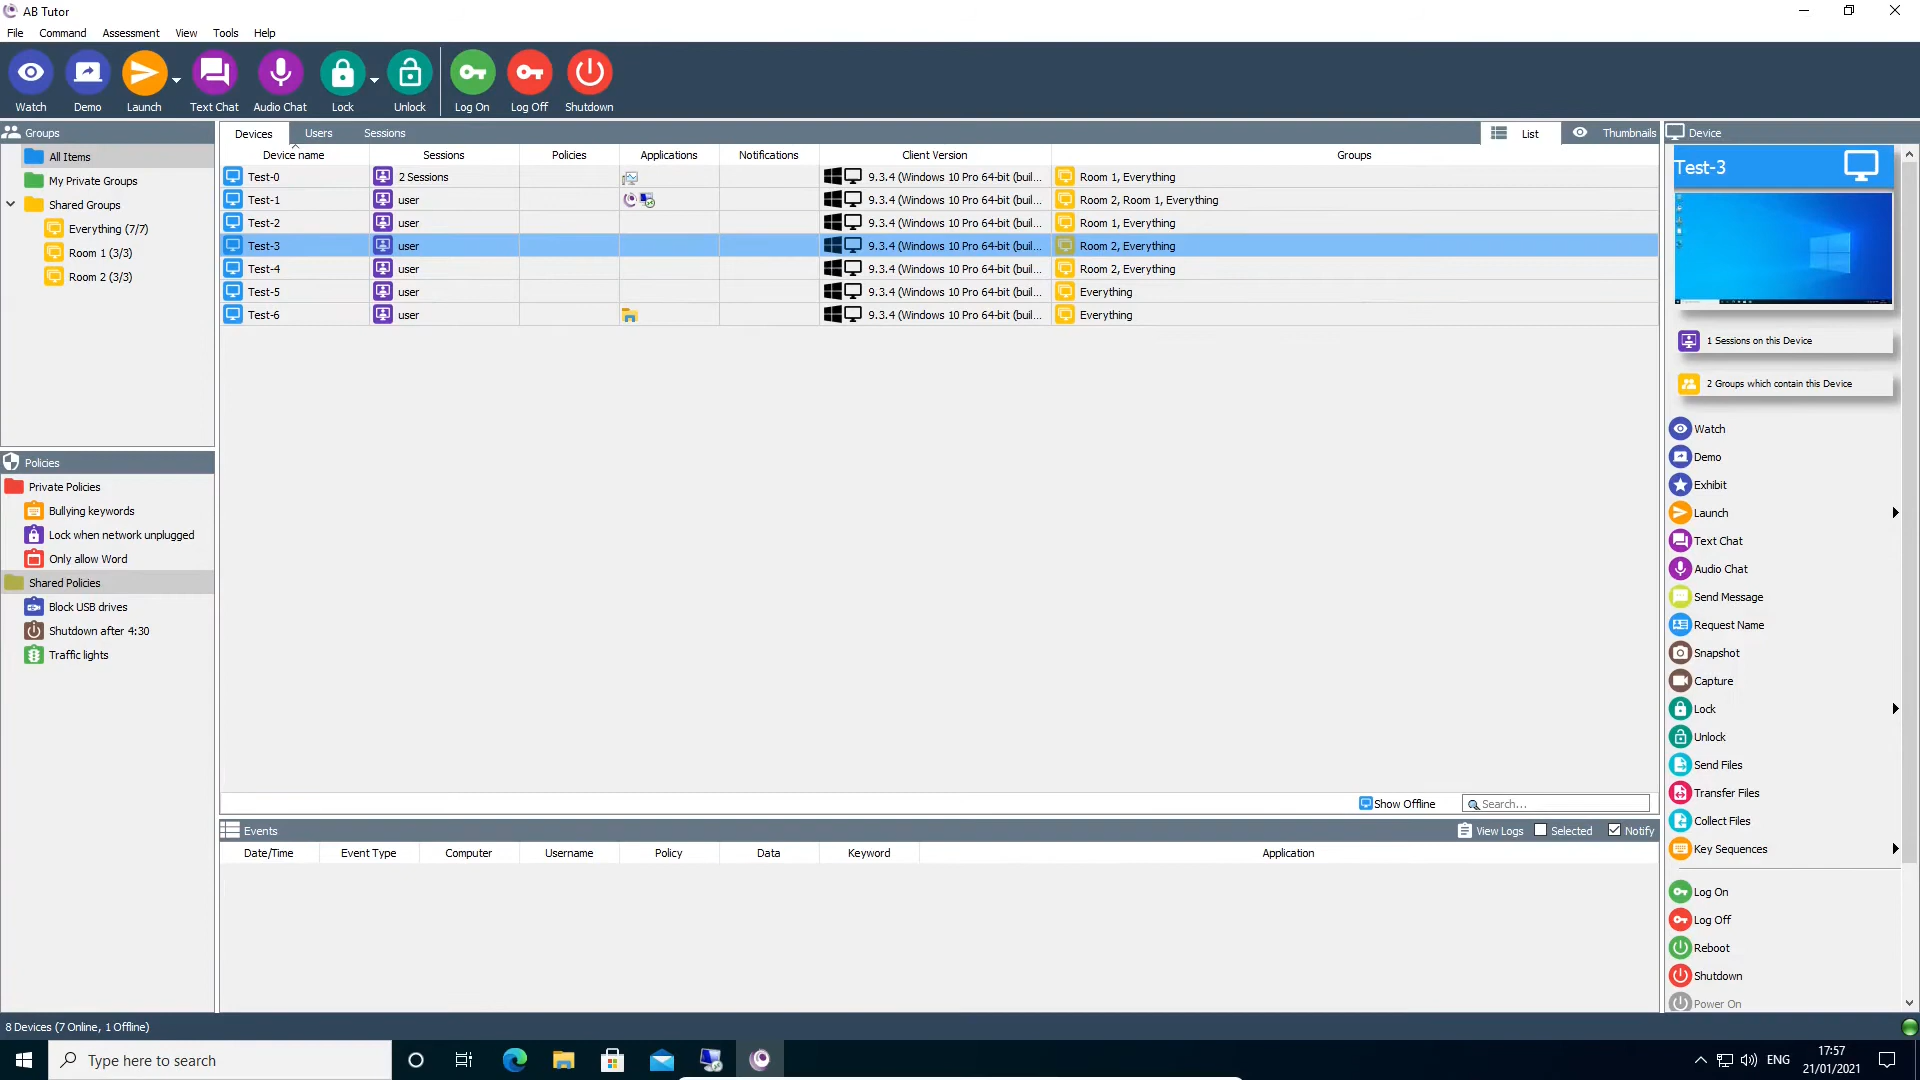 AB Tutor
File Command Assessment View Tools Help
Watch Demo Launch Text Chat Audio Chat Lock Unlock Log On Log Off Shutdown
Groups
All Items
My Private Groups
Shared Groups
Everything (7/7)
Room 1 (3/3)
Room 2 (3/3)
Policies
Private Policies
Bullying keywords
Lock when network unplugged
Only allow Word
Shared Policies
Block USB drives
Shutdown after 4:30
Traffic lights
Devices Users Sessions List Thumbnails
Device name Sessions Policies Applications Notifications Client Version Groups
Test-0 2 Sessions 9.3.4 (Windows 10 Pro 64-bit (buil... Room 1, Everything
Test-1 user 9.3.4 (Windows 10 Pro 64-bit (buil... Room 2, Room 1, Everything
Test-2 user 9.3.4 (Windows 10 Pro 64-bit (buil... Room 1, Everything
Test-3 user 9.3.4 (Windows 10 Pro 64-bit (buil... Room 2, Everything
Test-4 user 9.3.4 (Windows 10 Pro 64-bit (buil... Room 2, Everything
Test-5 user 9.3.4 (Windows 10 Pro 64-bit (buil... Everything
Test-6 user 9.3.4 (Windows 10 Pro 64-bit (buil... Everything
Show Offline Search...
Events View Logs Selected Notify
Date/Time Event Type Computer Username Policy Data Keyword Application
Device
Test-3
1 Sessions on this Device
2 Groups which contain this Device
Watch
Demo
Exhibit
Launch
Text Chat
Audio Chat
Send Message
Request Name
Snapshot
Capture
Lock
Unlock
Send Files
Transfer Files
Collect Files
Key Sequences
Log On
Log Off
Reboot
Shutdown
Power On
8 Devices (7 Online, 1 Offline)
Type here to search
ENG
17:57
21/01/2021